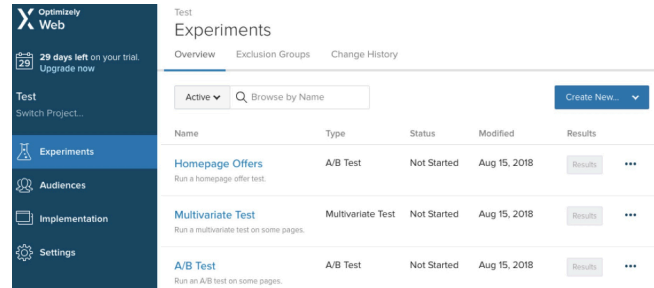 Optimizely
Web
29
29 days left on your trial.
Upgrade now
Test
Switch Project...
Experiments
Audiences
Implementation
Settings
Test
Experiments
Overview Exclusion Groups Change History
Active Browse by Name Create New...
Name Type Status Modified Results
Homepage Offers A/B Test Not Started Aug 15, 2018 Results
Run a homepage offer test.
Multivariate Test Multivariate Test Not Started Aug 15, 2018 Results
Run a multivariate test on some pages.
A/B Test A/B Test Not Started Aug 15, 2018 Results
Run an A/B test on some pages.